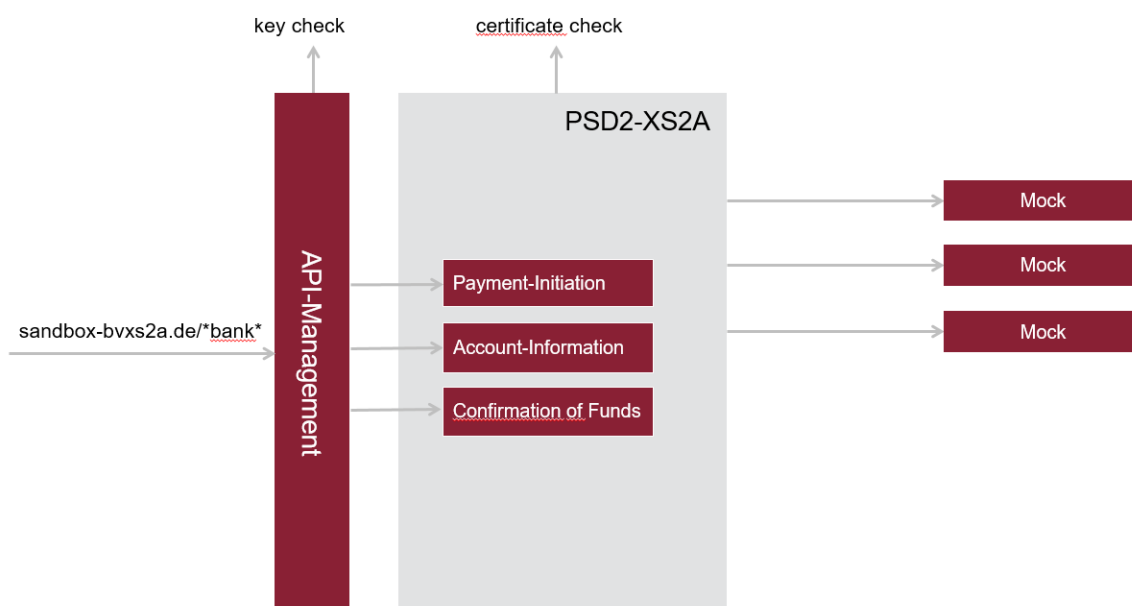 key check
certificate check
PSD2-XS2A
Mock
API-Management
Payment-Initiation
Mock
sandbox-bvxs2a.de/*bank*
Account-Information
Mock
Confirmation of Funds